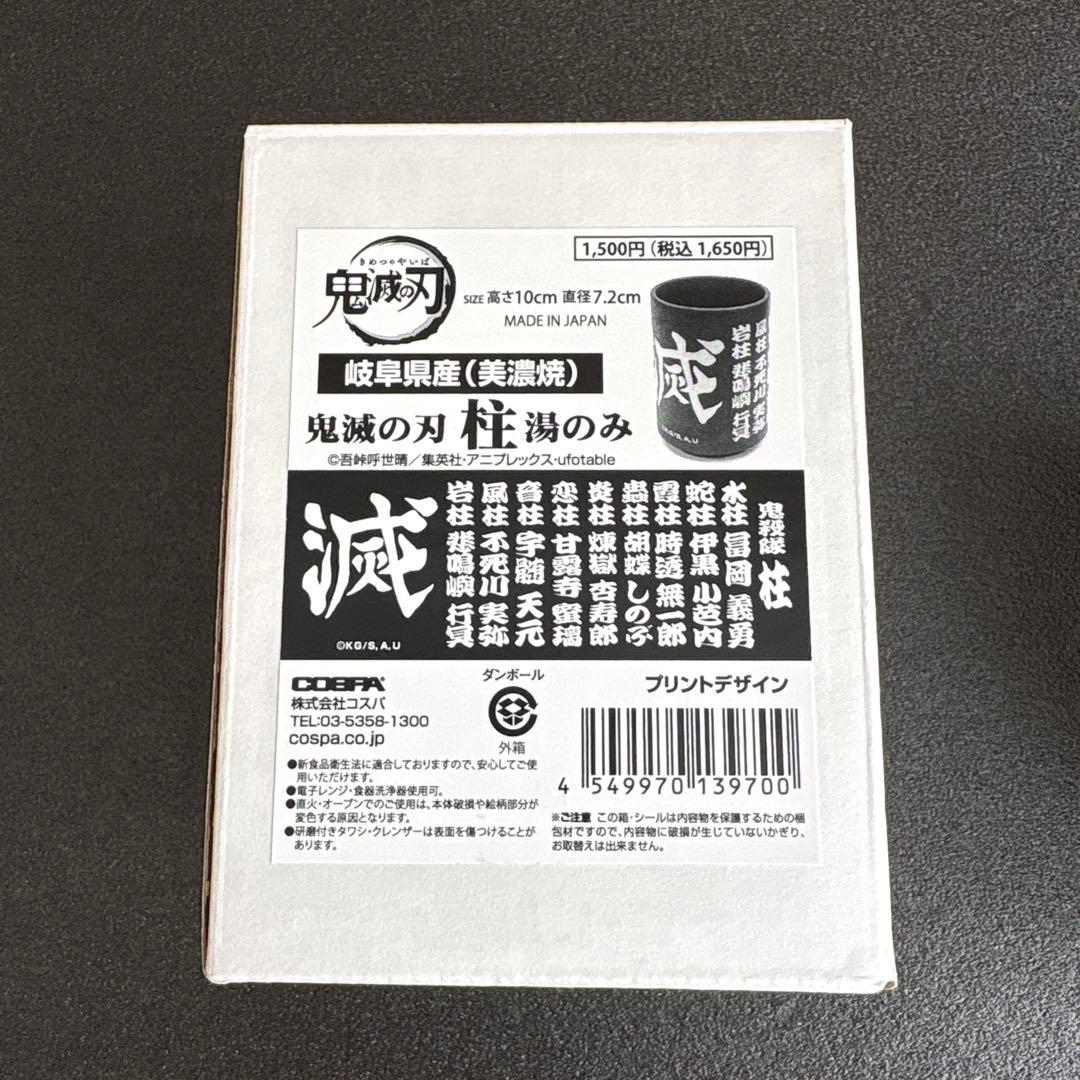 きめつのやいば
鬼滅の刃
1,500円(税込 1,650円)
SIZE 高さ10cm 直径7.2cm
MADE IN JAPAN
岐阜県産(美濃焼)
鬼滅の刃 柱 湯のみ
©吾峠呼世晴／集英社・アニプレックス・ufotable
風柱 不死川 実弥
岩柱 悲鳴嶼 行冥
滅
©KG/S,A,U
鬼殺隊 柱
水柱 冨岡 義勇
蛇柱 伊黒 小芭内
霞柱 時透 無一郎
蟲柱 胡蝶 しのぶ
炎柱 煉獄 杏寿郎
恋柱 甘露寺 蜜璃
音柱 宇髄 天元
風柱 不死川 実弥
岩柱 悲鳴嶼 行冥
滅
©KG/S,A,U
COSPA
株式会社コスパ
TEL:03-5358-1300
cospa.co.jp
ダンボール
外箱
プリントデザイン
4 549970 139700
●新食品衛生法に適合しておりますので、安心してご使
用いただけます。
●電子レンジ・食器洗浄器使用可。
●直火・オーブンでのご使用は、本体破損や絵柄部分が
変色する原因となります。
●研磨付きタワシ・クレンザーは表面を傷つけることが
あります。
※ご注意 この箱・シールは内容物を保護するための梱
包材ですので、内容物に破損が生じていないかぎり、
お取替えは出来ません。